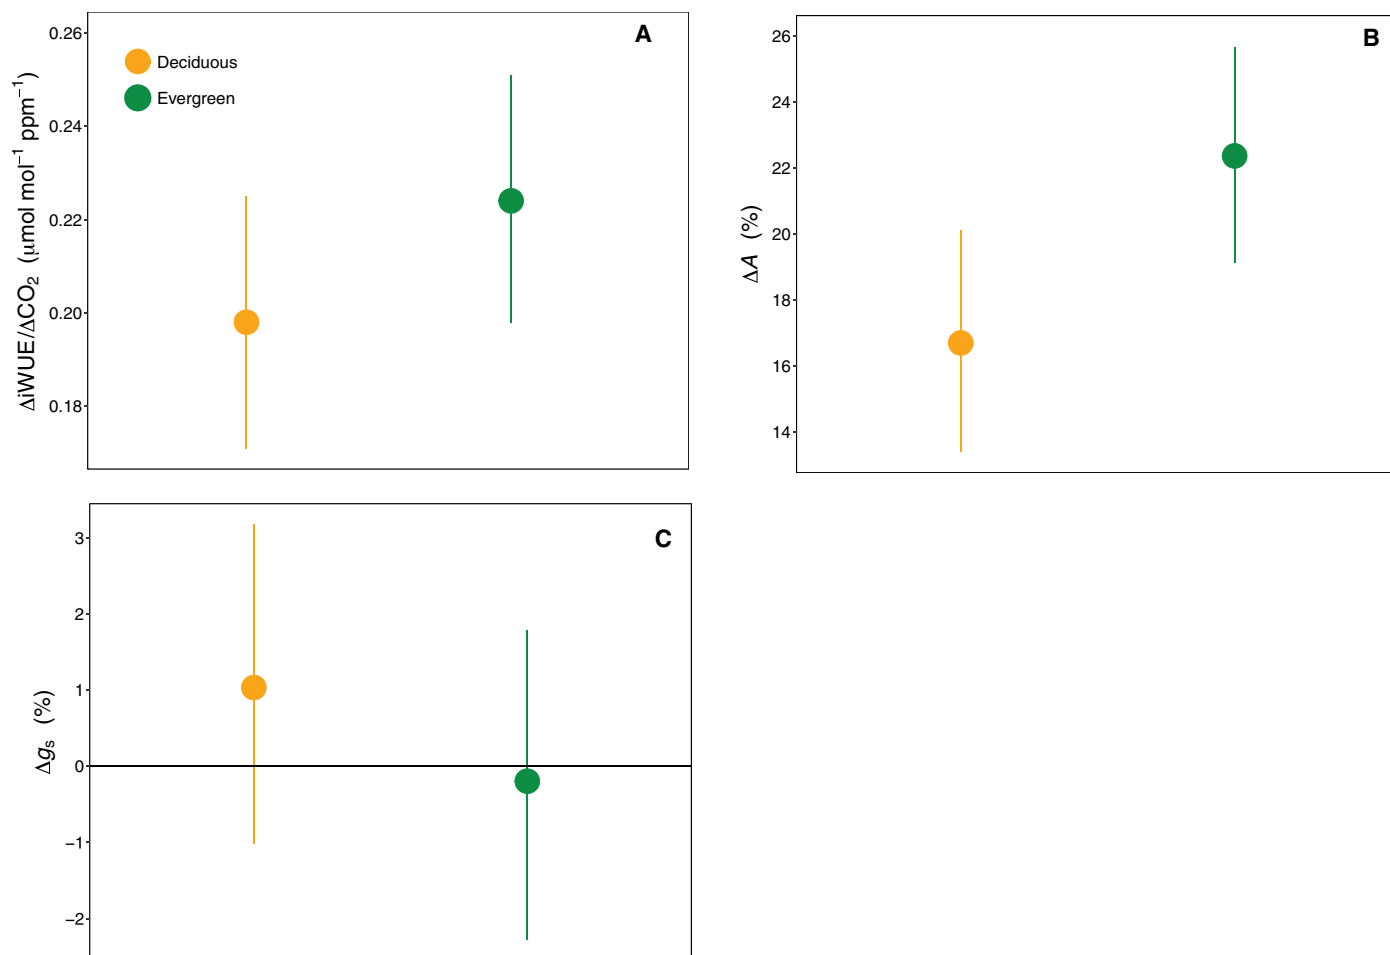 A
0.26
0.24
0.22
0.20
0.18
ΔiWUE/ΔCO₂ (μmol mol⁻¹ ppm⁻¹)
Deciduous
Evergreen
B
26
24
22
20
18
16
14
ΔA (%)
C
3
2
1
0
−1
−2
Δgₛ (%)